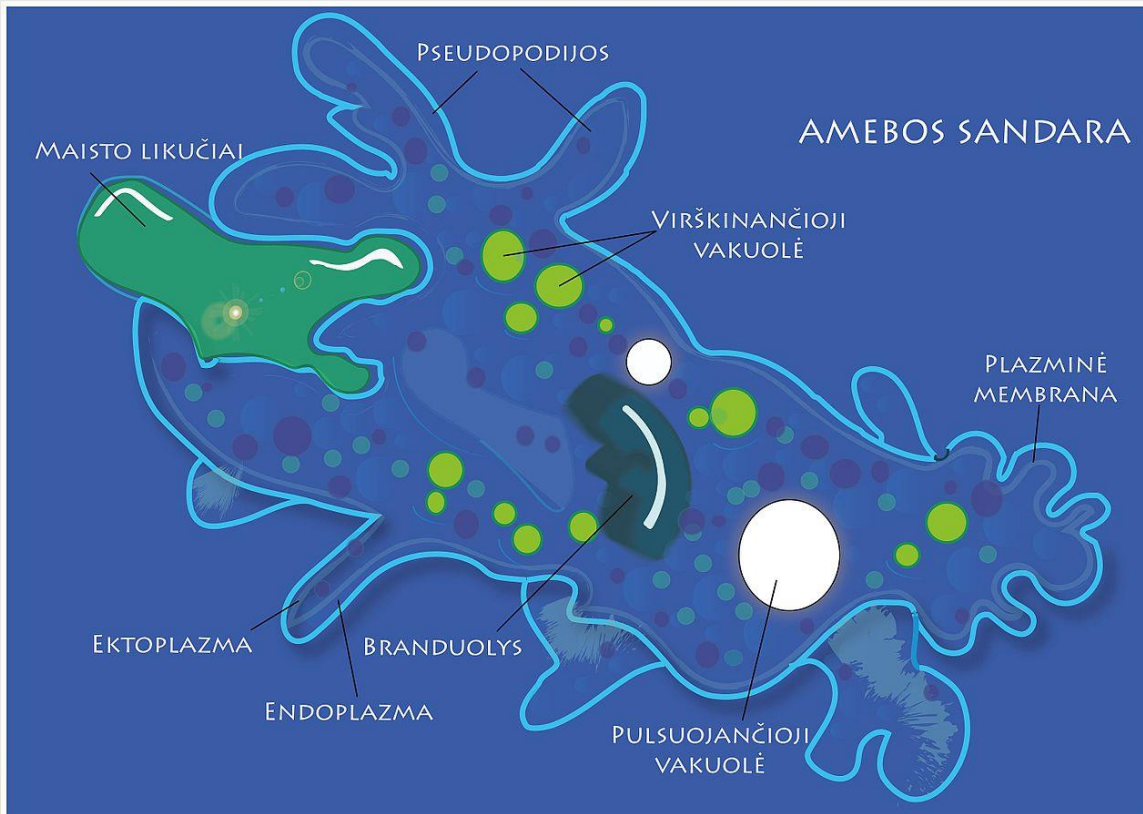 Pseudopodijos
Amebos sandara
Maisto likučiai
Virškinančioji
vakuolė
Plazminė
membrana
Ektoplazma
Branduolys
Endoplazma
Pulsuojančioji
vakuolė